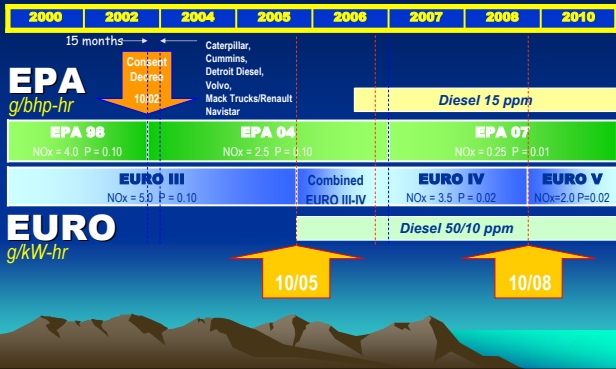 2000 2002 2004 2005 2006 2007 2008 2010
15 months
Consent
Decree
10/02
Caterpillar,
Cummins,
Detroit Diesel,
Volvo,
Mack Trucks/Renault
Navistar
EPA
g/bhp-hr
Diesel 15 ppm
EPA 98 EPA 04 EPA 07
NOx = 4.0 P = 0.10 NOx = 2.5 P = 0.10 NOx = 0.25 P = 0.01
EURO III Combined EURO IV EURO V
NOx = 5.0 P = 0.10 EURO III-IV NOx = 3.5 P = 0.02 NOx=2.0 P=0.02
EURO
g/kW-hr
Diesel 50/10 ppm
10/05 10/08